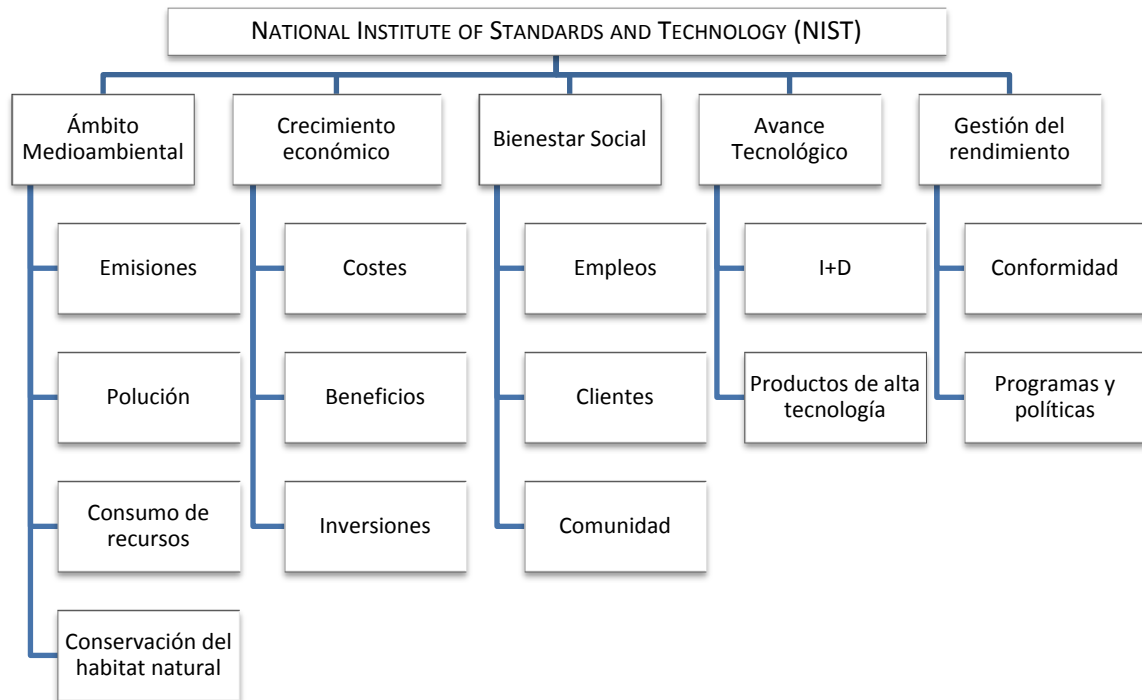 NATIONAL INSTITUTE OF STANDARDS AND TECHNOLOGY (NIST)
Ámbito
Medioambiental
Emisiones
Polución
Consumo de
recursos
Conservación del
habitat natural
Crecimiento
económico
Costes
Beneficios
Inversiones
Bienestar Social
Empleos
Clientes
Comunidad
Avance
Tecnológico
I+D
Productos de alta
tecnología
Gestión del
rendimiento
Conformidad
Programas y
políticas